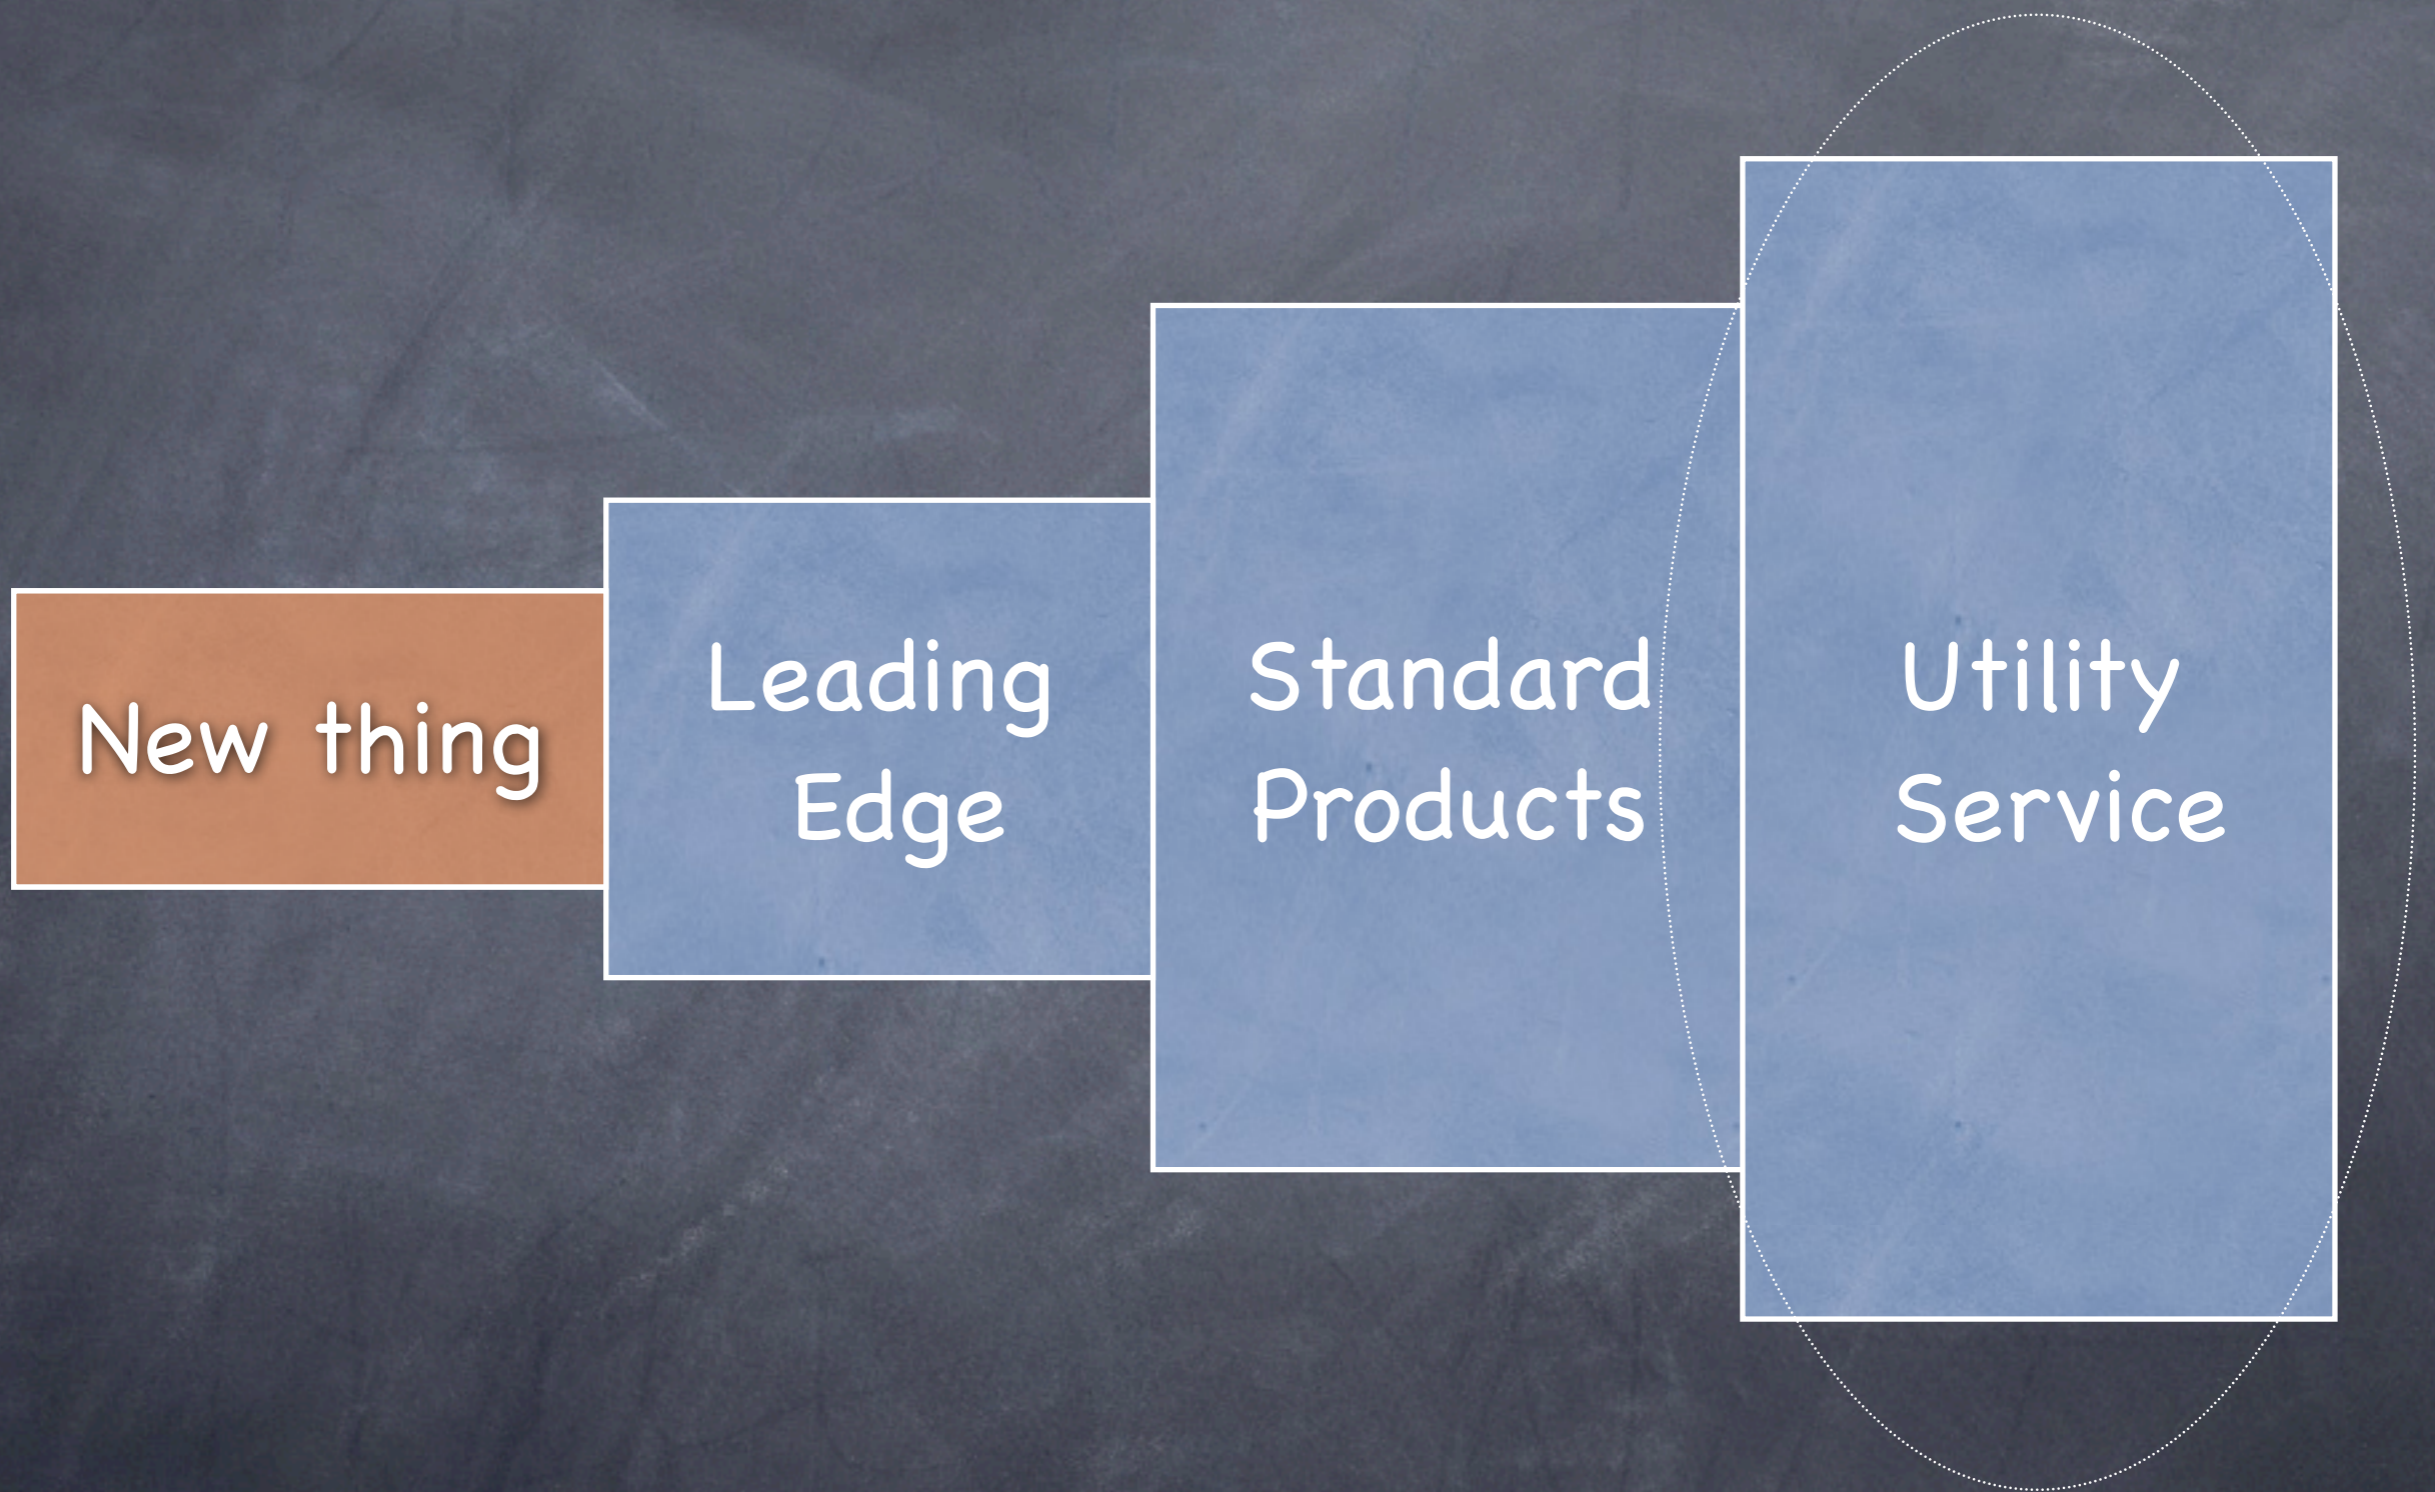 New thing
Leading
Edge
Standard
Products
Utility
Service